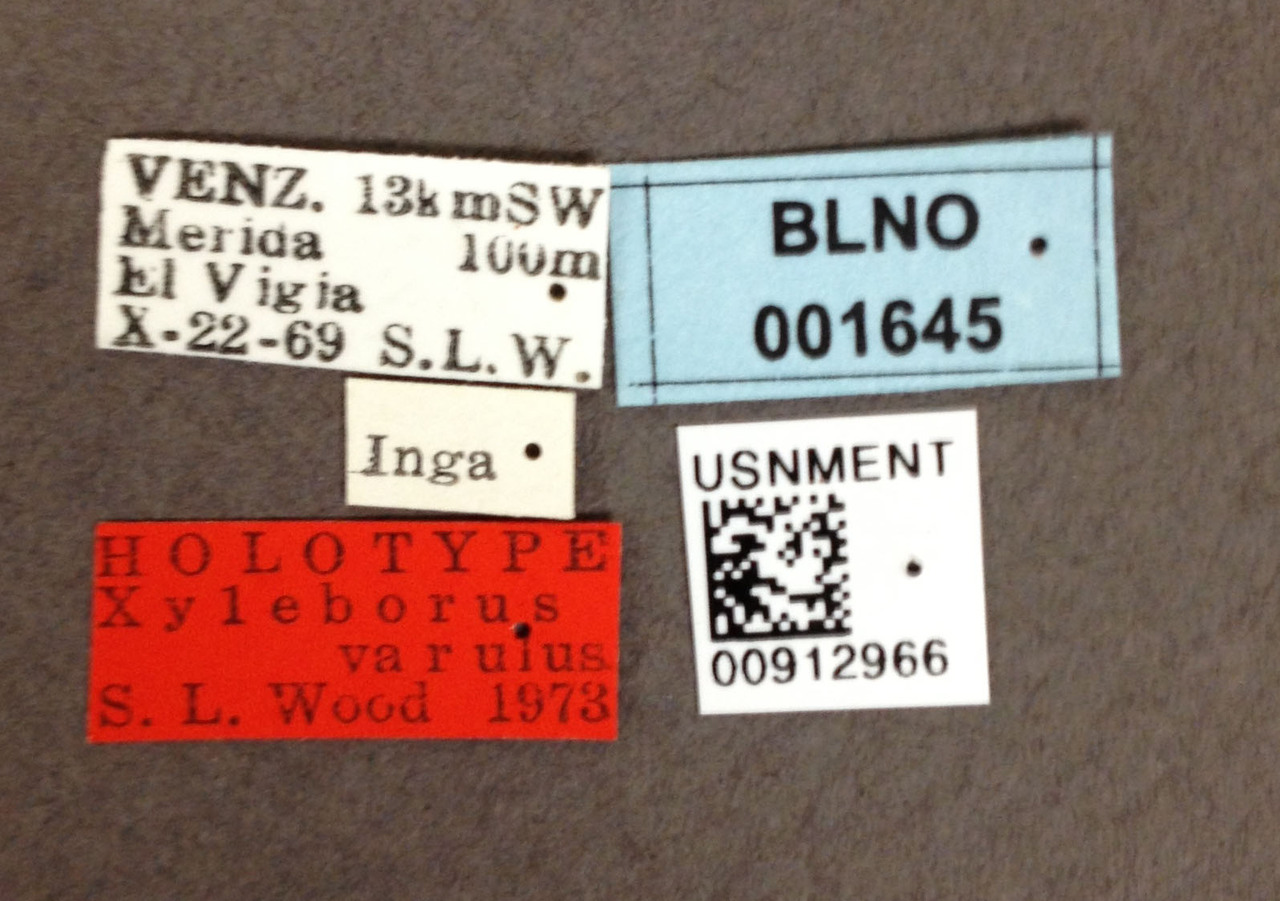 VENZ. 13kmSW
Merida 100m
El Vigia
X-22-69 S.L.W.
Inga
HOLOTYPE
Xyleborus
varulus
S. L. Wood 1973
BLNO
001645
USNMENT
00912966